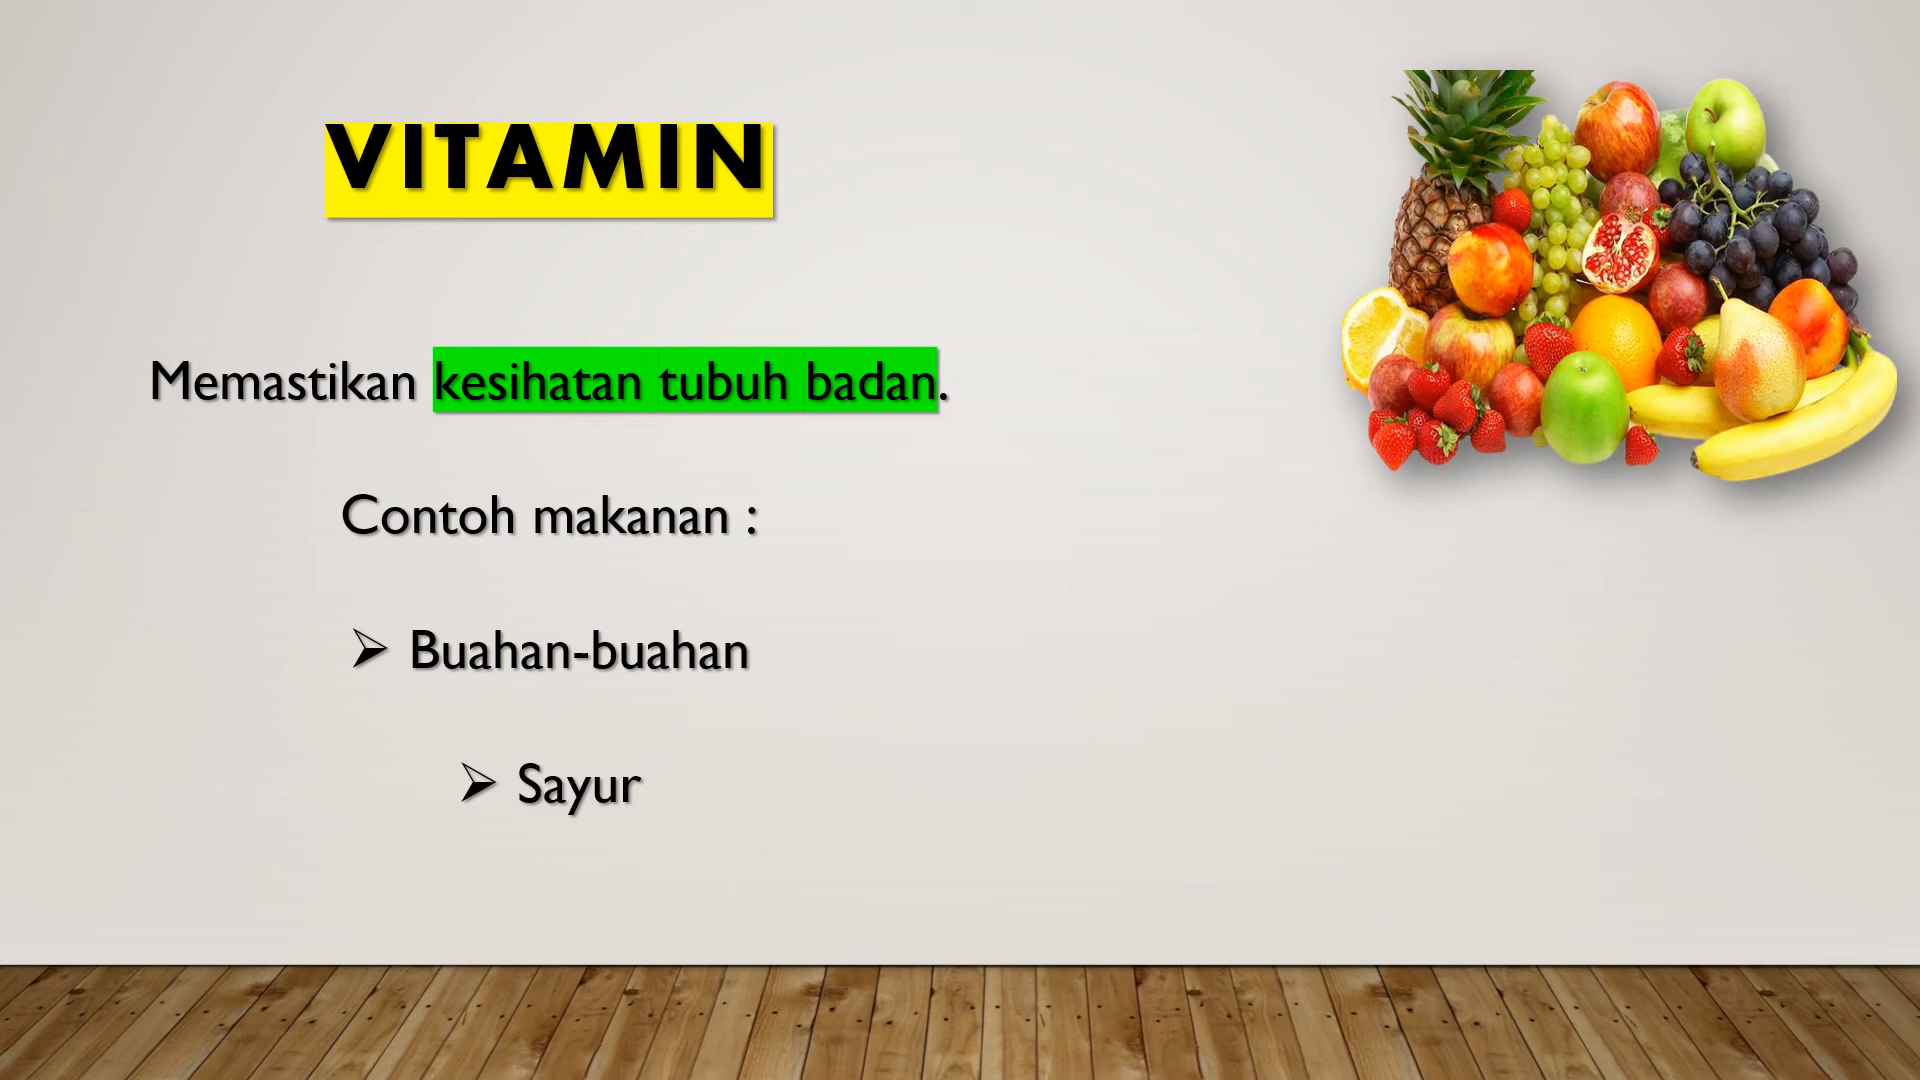 VITAMIN
Memastikan kesihatan tubuh badan.
Contoh makanan :
➢ Buahan-buahan
➢ Sayur